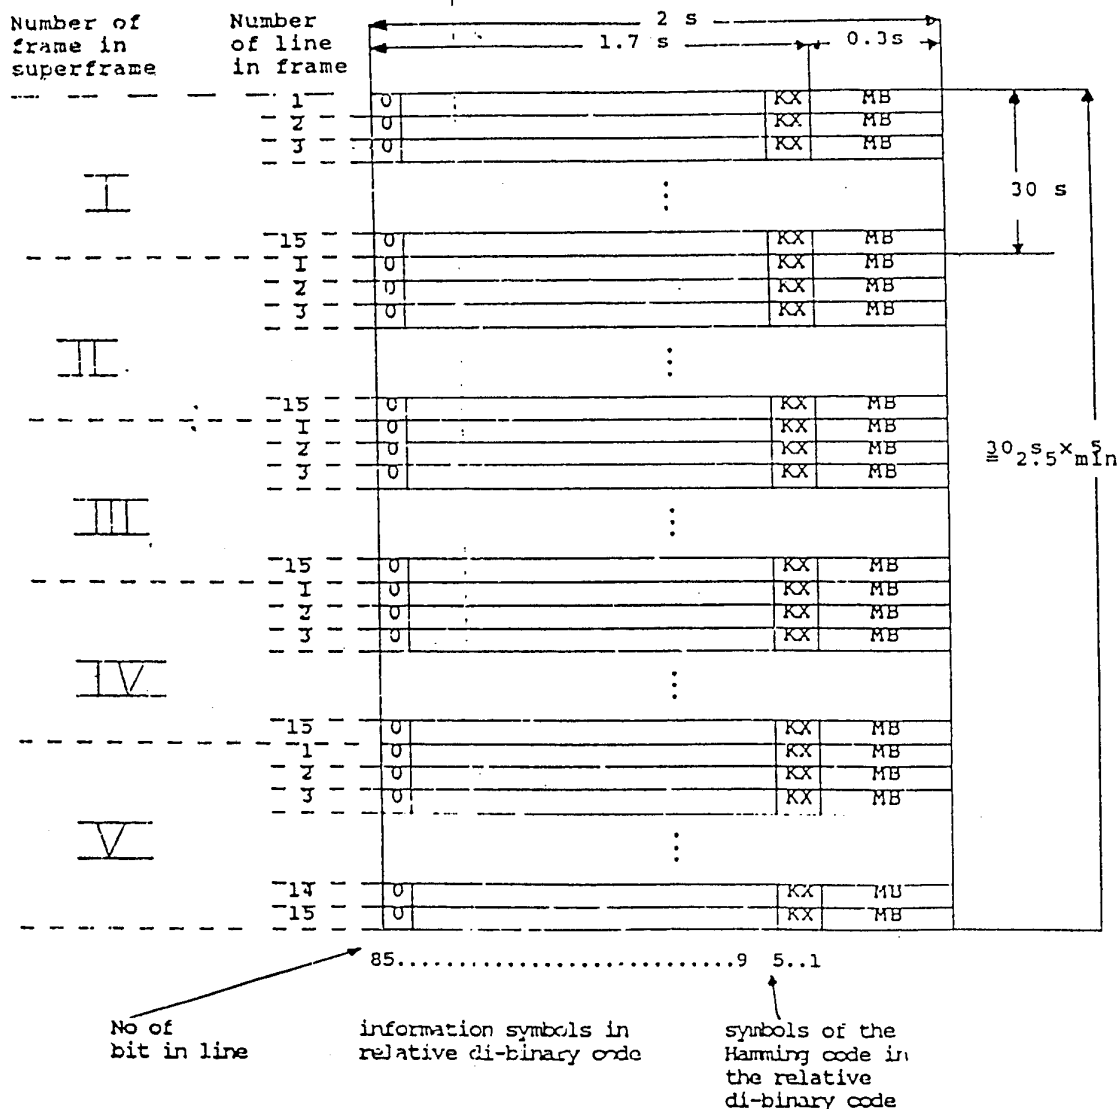 Number of
frame in
superframe
Number
of line
in frame
2 s
1.7 s
0.3s
1 0 KX MB
2 0 KX MB
3 0 KX MB
I
30 s
15 0 KX MB
1 0 KX MB
2 0 KX MB
3 0 KX MB
II
15 0 KX MB
1 0 KX MB
2 0 KX MB
3 0 KX MB
III
15 0 KX MB
1 0 KX MB
2 0 KX MB
3 0 KX MB
IV
15 0 KX MB
1 0 KX MB
2 0 KX MB
3 0 KX MB
V
14 0 KX MB
15 0 KX MB
30 s x 5
= 2.5 min
85............................9 5..1
No of
bit in line
information symbols in
relative di-binary code
symbols of the
Hamming code in
the relative
di-binary code